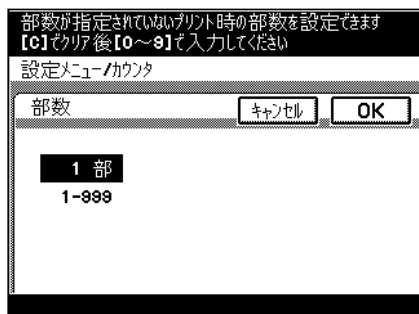 部数が指定されていないプリント時の部数を設定できます
[C]でクリア後[0～9]で入力してください
設定メニュー/カウンタ
部数 キャンセル OK
1 部
1-999